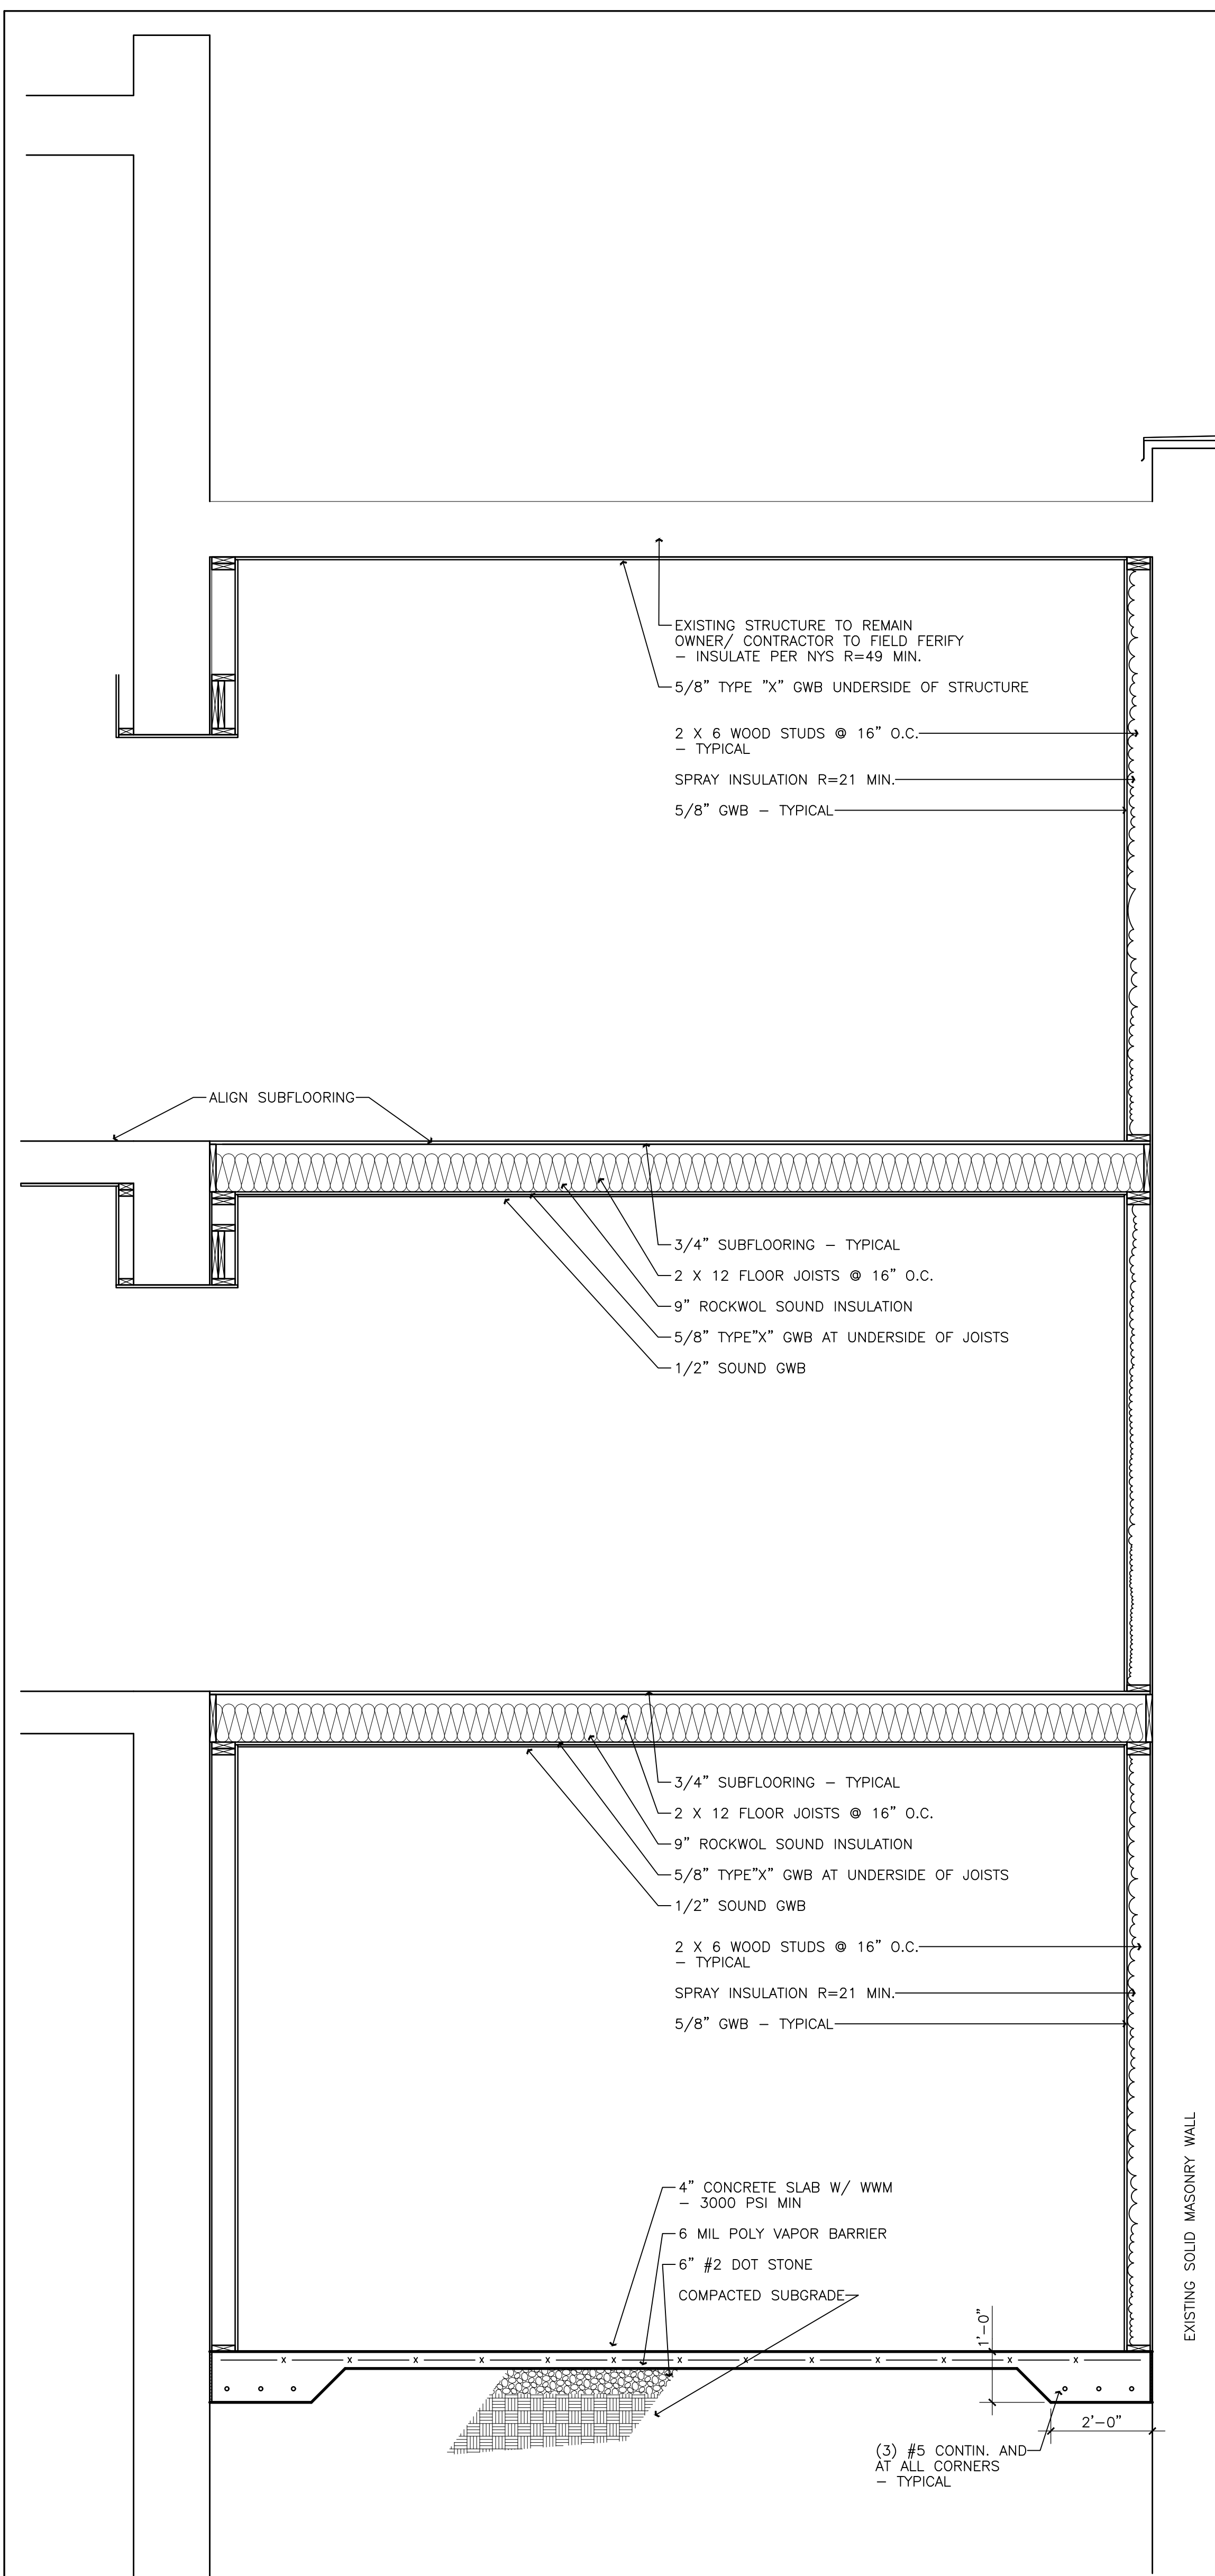 EXISTING STRUCTURE TO REMAIN
OWNER/ CONTRACTOR TO FIELD FERIFY
- INSULATE PER NYS R=49 MIN.
5/8" TYPE "X" GWB UNDERSIDE OF STRUCTURE
2 X 6 WOOD STUDS @ 16" O.C.
- TYPICAL
SPRAY INSULATION R=21 MIN.
5/8" GWB - TYPICAL
ALIGN SUBFLOORING
3/4" SUBFLOORING - TYPICAL
2 X 12 FLOOR JOISTS @ 16" O.C.
9" ROCKWOL SOUND INSULATION
5/8" TYPE"X" GWB AT UNDERSIDE OF JOISTS
1/2" SOUND GWB
3/4" SUBFLOORING - TYPICAL
2 X 12 FLOOR JOISTS @ 16" O.C.
9" ROCKWOL SOUND INSULATION
5/8" TYPE"X" GWB AT UNDERSIDE OF JOISTS
1/2" SOUND GWB
2 X 6 WOOD STUDS @ 16" O.C.
- TYPICAL
SPRAY INSULATION R=21 MIN.
5/8" GWB - TYPICAL
EXISTING SOLID MASONRY WALL
4" CONCRETE SLAB W/ WWM
- 3000 PSI MIN
6 MIL POLY VAPOR BARRIER
6" #2 DOT STONE
COMPACTED SUBGRADE
1'-0"
2'-0"
(3) #5 CONTIN. AND
AT ALL CORNERS
- TYPICAL